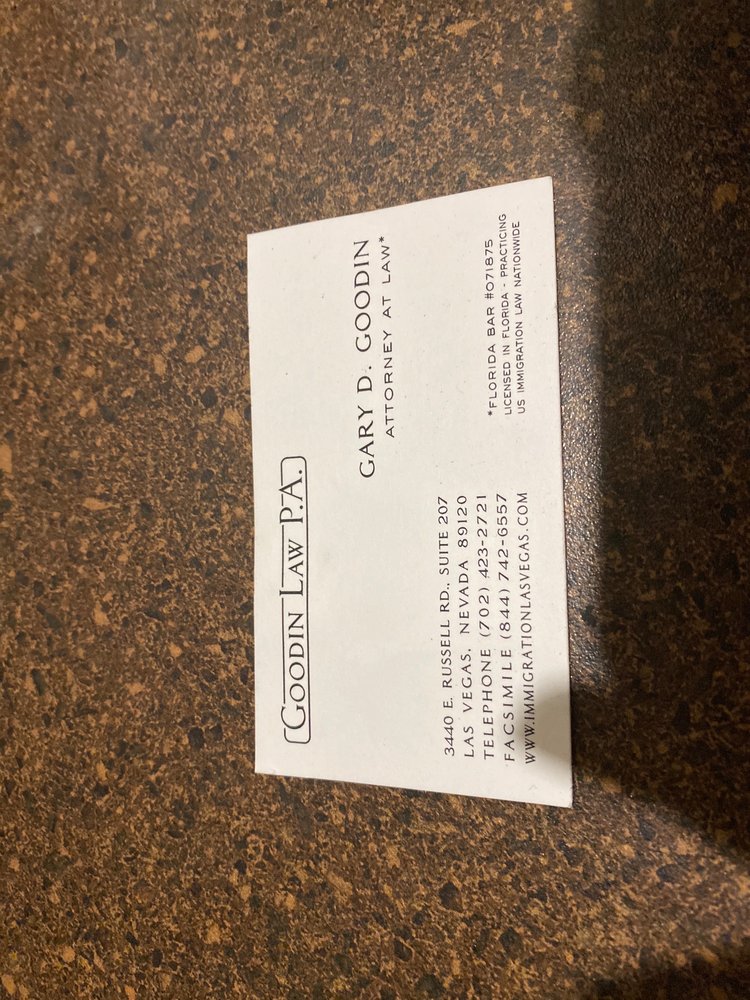 GOODIN LAW P.A.
GARY D. GOODIN
ATTORNEY AT LAW*
3440 E. RUSSELL RD., SUITE 207
LAS VEGAS, NEVADA 89120
TELEPHONE (702) 423-2721
FACSIMILE (844) 742-6557
WWW.IMMIGRATIONLASVEGAS.COM
*FLORIDA BAR #071875
LICENSED IN FLORIDA - PRACTICING
US IMMIGRATION LAW NATIONWIDE